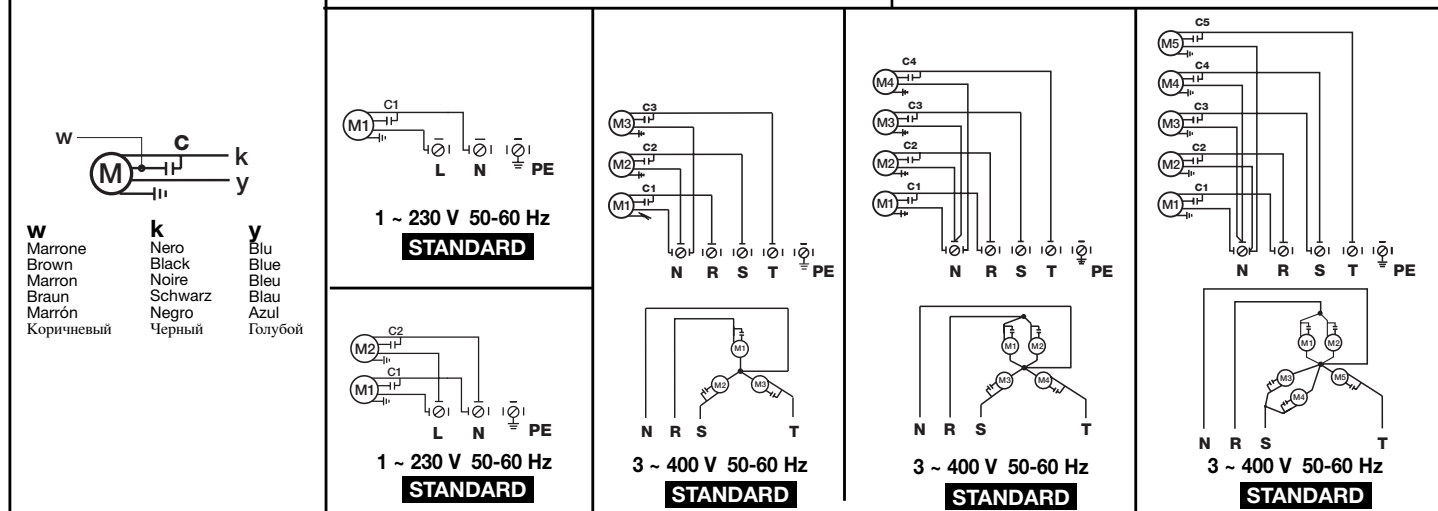 w
C
M
k
y
w
Marrone
Brown
Marron
Braun
Marrón
Коричневый
k
Nero
Black
Noire
Schwarz
Negro
Черный
y
Blu
Blue
Bleu
Blau
Azul
Голубой
C1
M1
L N PE
1 ~ 230 V 50-60 Hz
STANDARD
C2
M2
C1
M1
L N PE
1 ~ 230 V 50-60 Hz
STANDARD
C3
M3
C2
M2
C1
M1
N R S T PE
M1
M2 M3
N R S T
3 ~ 400 V 50-60 Hz
STANDARD
C4
M4
C3
M3
C2
M2
C1
M1
N R S T PE
M1 M2
M3 M4
N R S T
3 ~ 400 V 50-60 Hz
STANDARD
C5
M5
C4
M4
C3
M3
C2
M2
C1
M1
N R S T PE
M1 M2
M3 M5
M4
N R S T
3 ~ 400 V 50-60 Hz
STANDARD